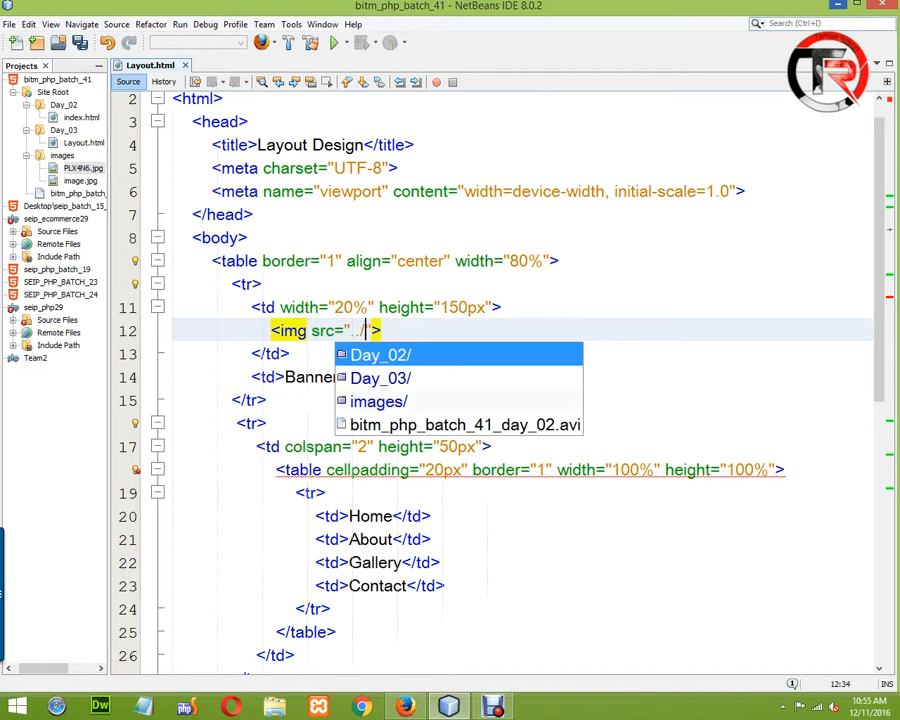 bitm_php_batch_41 - NetBeans IDE 8.0.2
File Edit View Navigate Source Refactor Run Debug Profile Team Tools Window Help
Search (Ctrl+I)
Projects
Layout.html
Source History
bitm_php_batch_41
Site Root
Day_02
index.html
Day_03
Layout.html
images
PLX4N6.jpg
image.jpg
bitm_php_batch_
Desktop\seip_batch_15_
seip_ecommerce29
Source Files
Remote Files
Include Path
seip_php_batch_19
SEIP_PHP_BATCH_23
SEIP_PHP_BATCH_24
seip_php29
Source Files
Remote Files
Include Path
Team2
2 <html>
3 <head>
4 <title>Layout Design</title>
5 <meta charset="UTF-8">
6 <meta name="viewport" content="width=device-width, initial-scale=1.0">
7 </head>
8 <body>
<table border="1" align="center" width="80%">
<tr>
11 <td width="20%" height="150px">
12 <img src="../">
13 </td>
14 <td>Banner
15 </tr>
<tr>
17 <td colspan="2" height="50px">
<table cellpadding="20px" border="1" width="100%" height="100%">
19 <tr>
20 <td>Home</td>
21 <td>About</td>
22 <td>Gallery</td>
23 <td>Contact</td>
24 </tr>
25 </table>
26 </td>
Day_02/
Day_03/
images/
bitm_php_batch_41_day_02.avi
12:34 INS
Dw
php
10:55 AM
12/11/2016